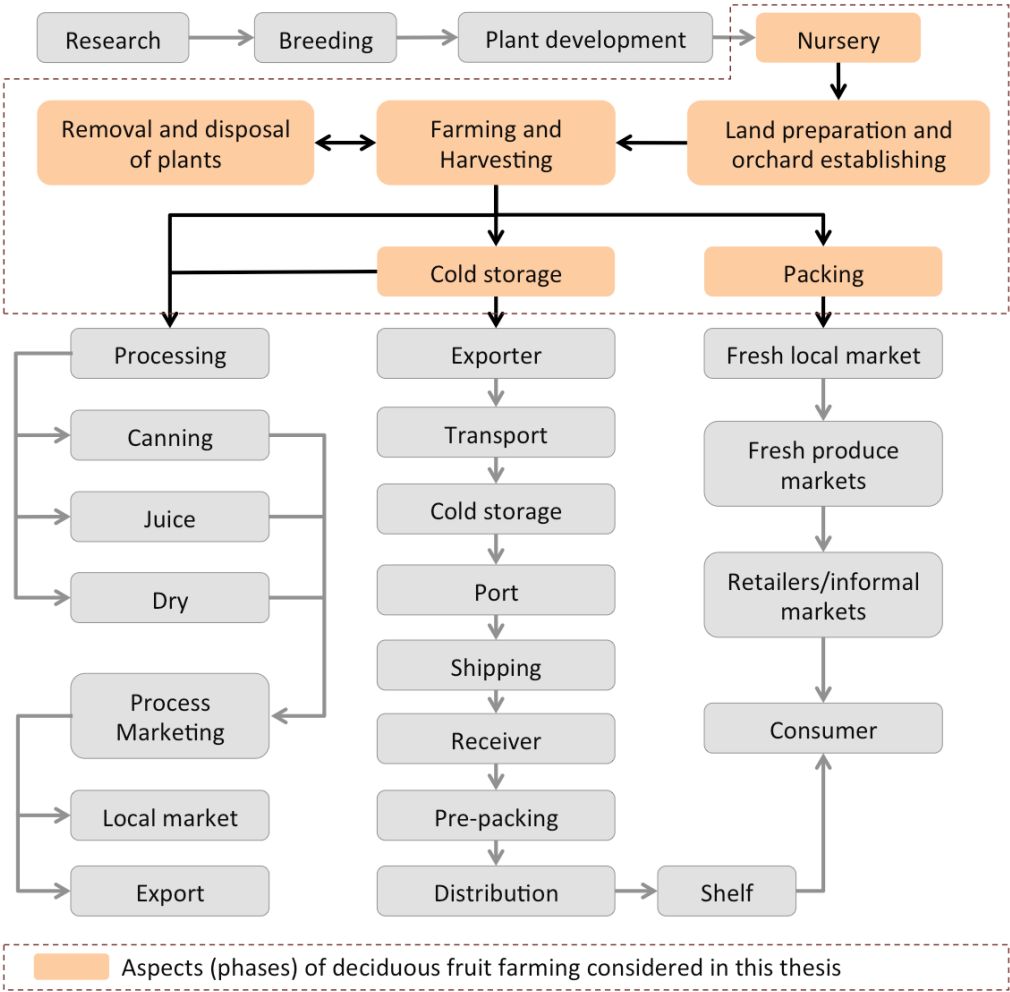 Research
Breeding
Plant development
Nursery
Removal and disposal
of plants
Farming and
Harvesting
Land preparation and
orchard establishing
Cold storage
Packing
Processing
Exporter
Fresh local market
Canning
Transport
Fresh produce
markets
Juice
Cold storage
Dry
Port
Retailers/informal
markets
Shipping
Process
Marketing
Receiver
Consumer
Local market
Pre-packing
Export
Distribution
Shelf
Aspects (phases) of deciduous fruit farming considered in this thesis